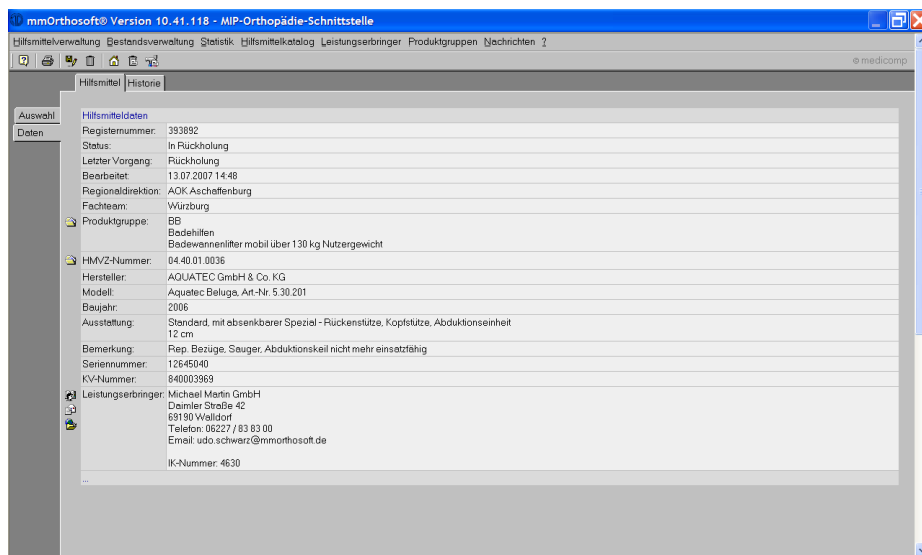 mmOrthosoft® Version 10.41.118 - MIP-Orthopädie-Schnittstelle
Hilfsmittelverwaltung Bestandsverwaltung Statistik Hilfsmittelkatalog Leistungserbringer Produktgruppen Nachrichten ?
© medicomp
Hilfsmittel Historie
Auswahl
Daten
Hilfsmitteldaten
Registernummer: 393892
Status: In Rückholung
Letzter Vorgang: Rückholung
Bearbeitet: 13.07.2007 14:48
Regionaldirektion: AOK Aschaffenburg
Fachteam: Würzburg
Produktgruppe: BB
Badehilfen
Badewannenlifter mobil über 130 kg Nutzergewicht
HMVZ-Nummer: 04.40.01.0036
Hersteller: AQUATEC GmbH & Co. KG
Modell: Aquatec Beluga, Art.-Nr. 5.30.201
Baujahr: 2006
Ausstattung: Standard, mit absenkbarer Spezial - Rückenstütze, Kopfstütze, Abduktionseinheit
12 cm
Bemerkung: Rep. Bezüge, Sauger, Abduktionskeil nicht mehr einsatzfähig
Seriennummer: 12645040
KV-Nummer: 840003969
Leistungserbringer: Michael Martin GmbH
Daimler Straße 42
69190 Walldorf
Telefon: 06227 / 83 83 00
Email: udo.schwarz@mmorthosoft.de
IK-Nummer: 4630
...